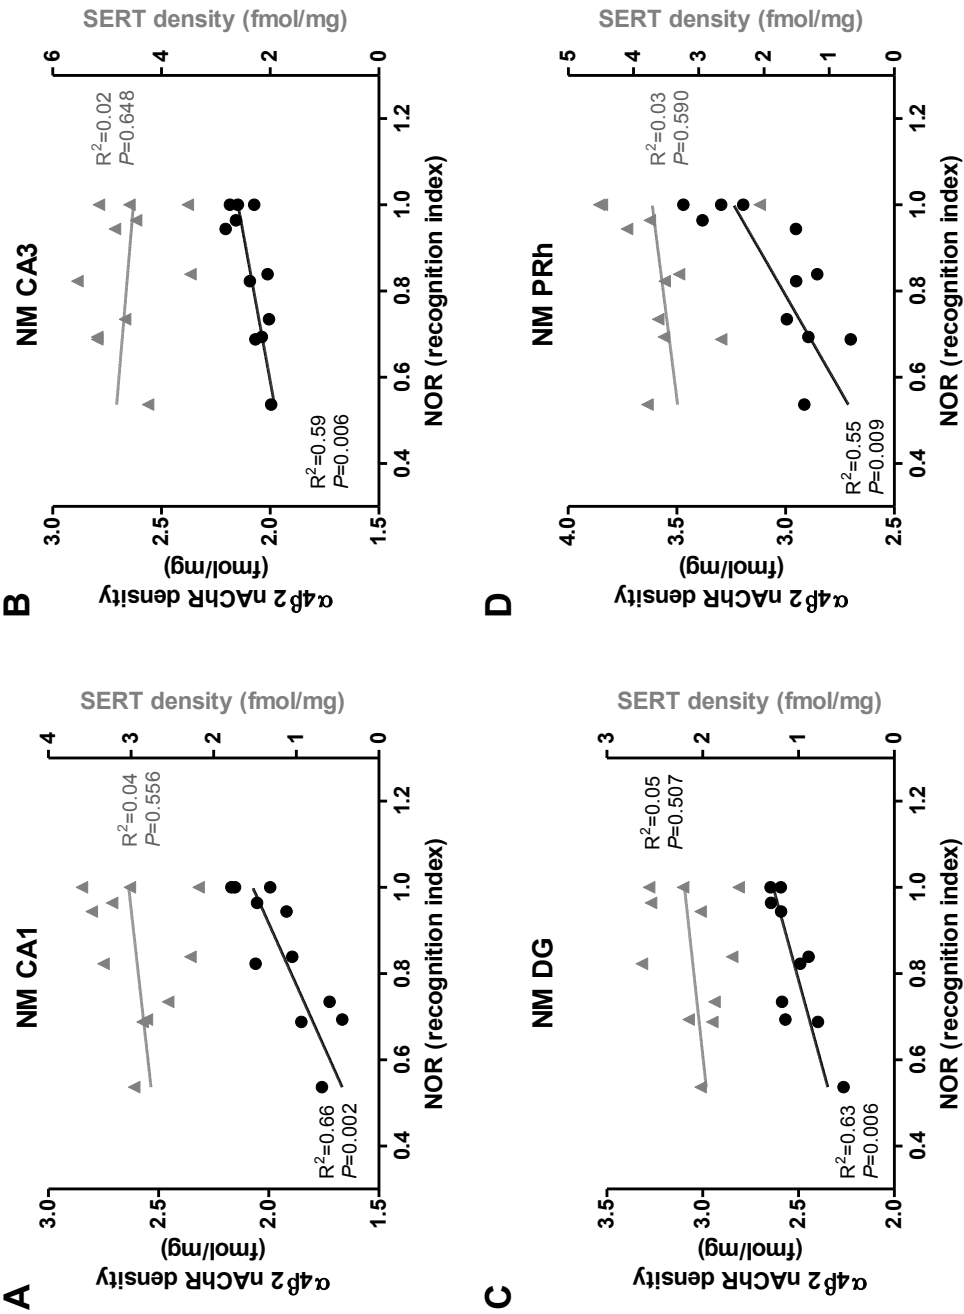 A
NM CA1
α4β2 nAChR density
(fmol/mg)
SERT density (fmol/mg)
3.0
2.5
2.0
1.5
4
3
2
1
0
R²=0.04
P=0.556
R²=0.66
P=0.002
0.4 0.6 0.8 1.0 1.2
NOR (recognition index)
B
NM CA3
α4β2 nAChR density
(fmol/mg)
SERT density (fmol/mg)
3.0
2.5
2.0
1.5
6
4
2
0
R²=0.02
P=0.648
R²=0.59
P=0.006
0.4 0.6 0.8 1.0 1.2
NOR (recognition index)
C
NM DG
α4β2 nAChR density
(fmol/mg)
SERT density (fmol/mg)
3.5
3.0
2.5
2.0
3
2
1
0
R²=0.05
P=0.507
R²=0.63
P=0.006
0.4 0.6 0.8 1.0 1.2
NOR (recognition index)
D
NM PRh
α4β2 nAChR density
(fmol/mg)
SERT density (fmol/mg)
4.0
3.5
3.0
2.5
5
4
3
2
1
0
R²=0.03
P=0.590
R²=0.55
P=0.009
0.4 0.6 0.8 1.0 1.2
NOR (recognition index)